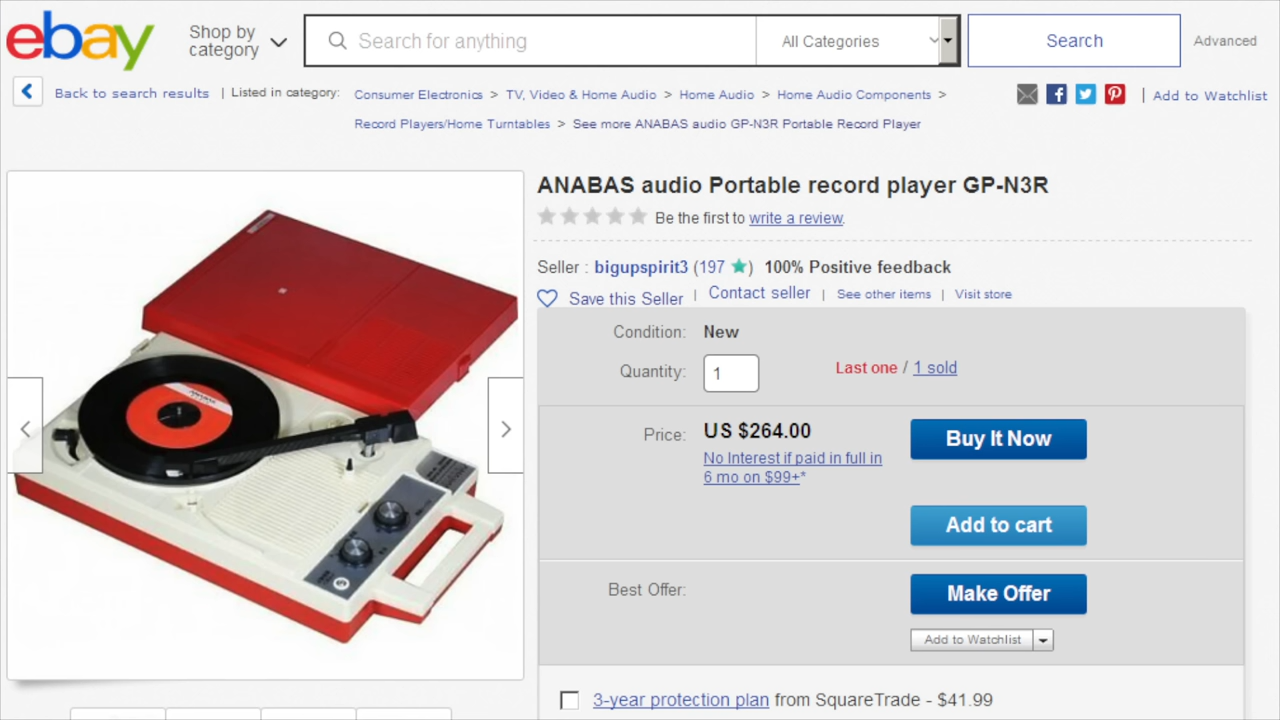 ebay
Shop by category
Search for anything
All Categories
Search
Advanced
Back to search results | Listed in category: Consumer Electronics > TV, Video & Home Audio > Home Audio > Home Audio Components >
| Add to Watchlist
Record Players/Home Turntables > See more ANABAS audio GP-N3R Portable Record Player
ANABAS audio Portable record player GP-N3R
Be the first to write a review.
Seller : bigupspirit3 (197 ) 100% Positive feedback
Save this Seller | Contact seller | See other items | Visit store
Condition: New
Quantity: 1 Last one / 1 sold
Price: US $264.00 Buy It Now
No Interest if paid in full in
6 mo on $99+*
Add to cart
Best Offer: Make Offer
Add to Watchlist
3-year protection plan from SquareTrade - $41.99
ANABAS